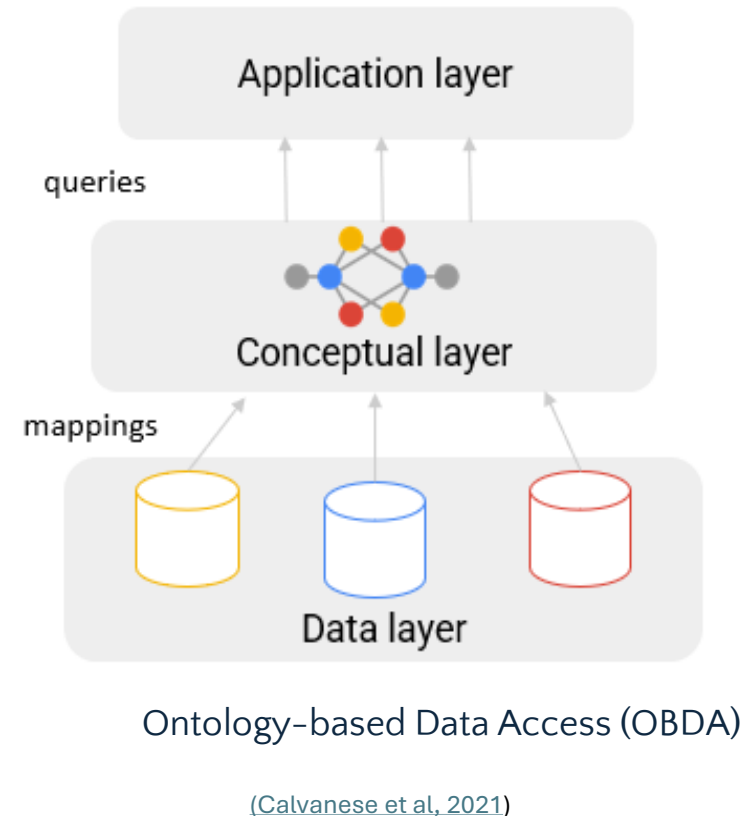 Application layer
queries
Conceptual layer
mappings
Data layer
Ontology-based Data Access (OBDA)
(Calvanese et al, 2021)